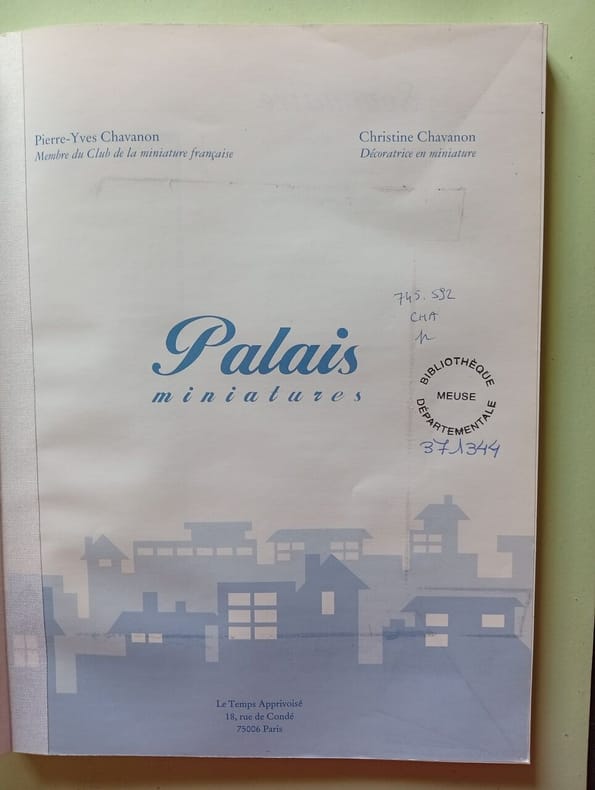 Pierre-Yves Chavanon
Membre du Club de la miniature française
Christine Chavanon
Décoratrice en miniature
745.592
CHA
p
Palais
miniatures
BIBLIOTHÈQUE
MEUSE
DÉPARTEMENTALE
371344
Le Temps Apprivoisé
18, rue de Condé
75006 Paris